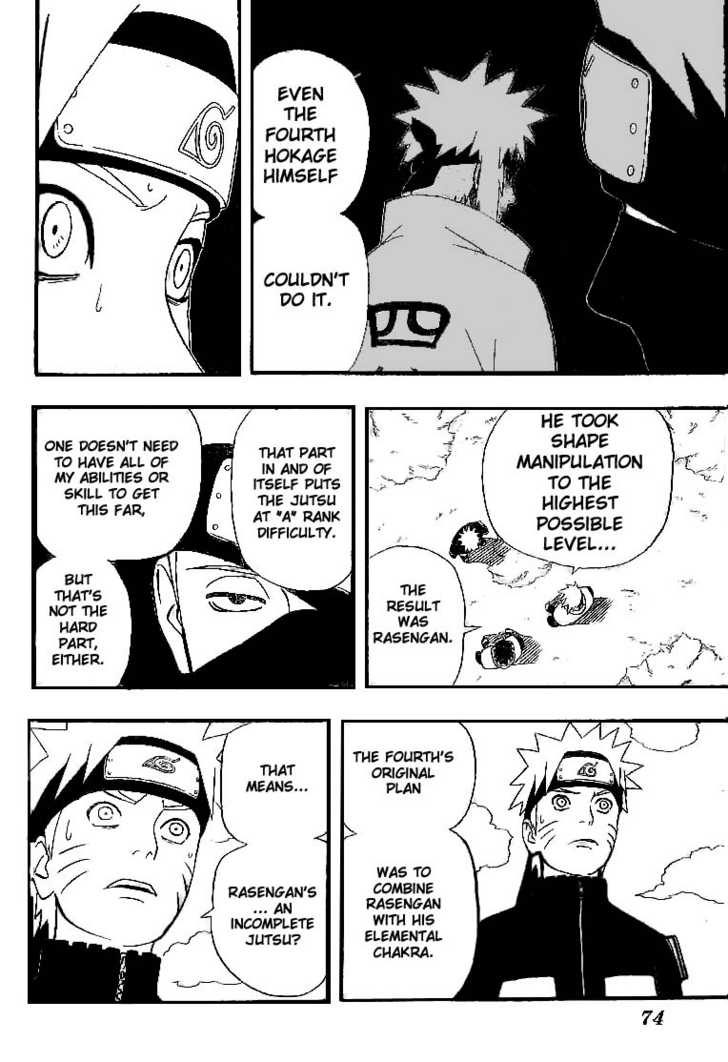 EVEN
THE
FOURTH
HOKAGE
HIMSELF
COULDN'T
DO IT.
HE TOOK
SHAPE
MANIPULATION
TO THE
HIGHEST
POSSIBLE
LEVEL...
THE
RESULT
WAS
RASENGAN.
THAT PART
IN AND OF
ITSELF PUTS
THE JUTSU
AT "A" RANK
DIFFICULTY.
ONE DOESN'T NEED
TO HAVE ALL OF
MY ABILITIES OR
SKILL TO GET
THIS FAR,
BUT
THAT'S
NOT THE
HARD
PART,
EITHER.
THE FOURTH'S
ORIGINAL
PLAN
WAS TO
COMBINE
RASENGAN
WITH HIS
ELEMENTAL
CHAKRA.
THAT
MEANS...
RASENGAN'S
... AN
INCOMPLETE
JUTSU?
74